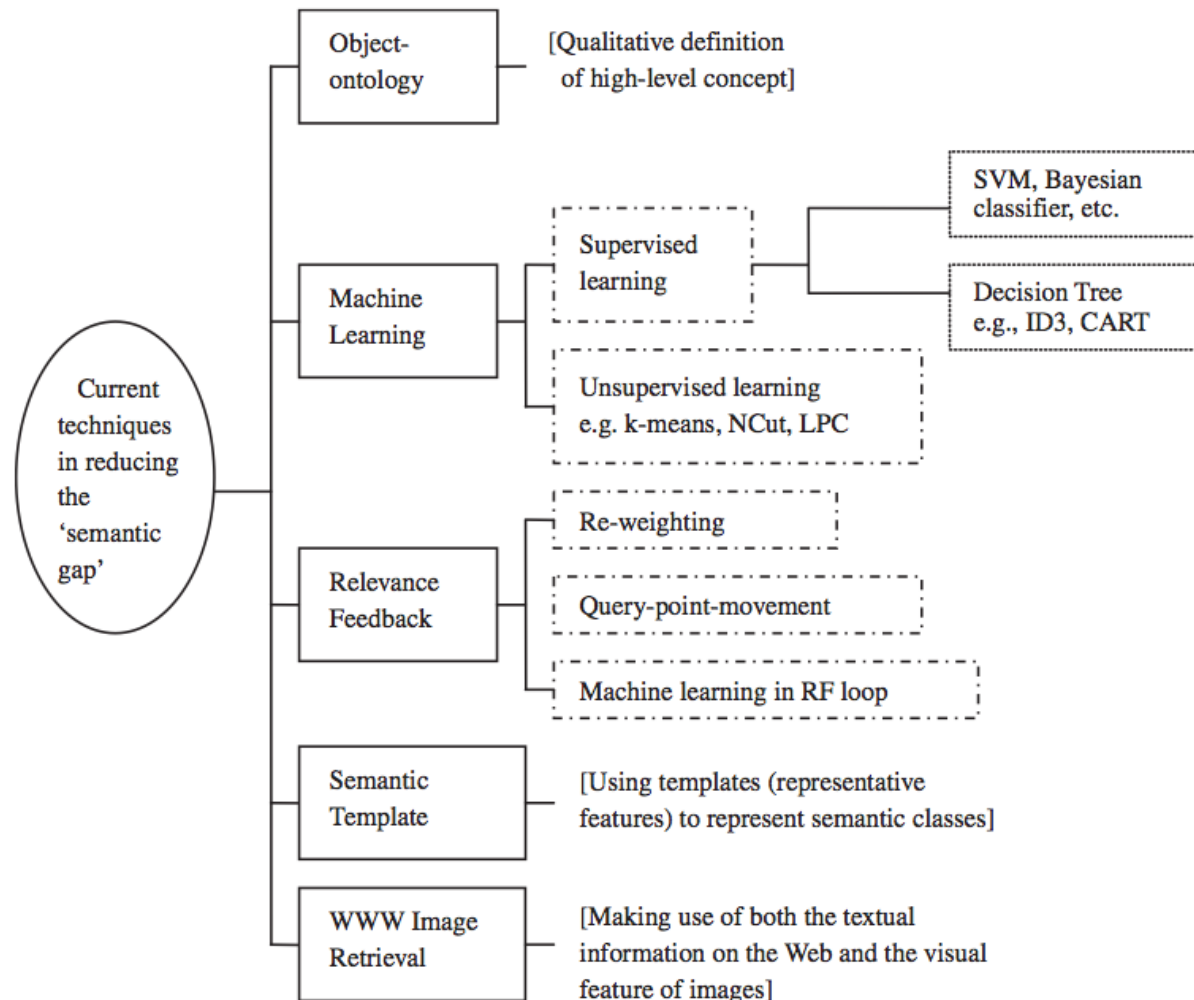 Current
techniques
in reducing
the
‘semantic
gap’
Object-
ontology
[Qualitative definition
of high-level concept]
Machine
Learning
Supervised
learning
SVM, Bayesian
classifier, etc.
Decision Tree
e.g., ID3, CART
Unsupervised learning
e.g. k-means, NCut, LPC
Relevance
Feedback
Re-weighting
Query-point-movement
Machine learning in RF loop
Semantic
Template
[Using templates (representative
features) to represent semantic classes]
WWW Image
Retrieval
[Making use of both the textual
information on the Web and the visual
feature of images]